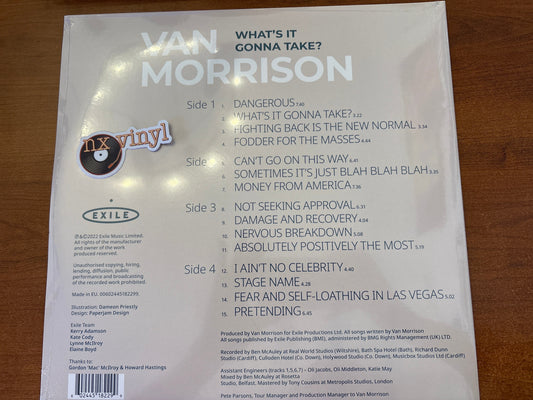 VAN
MORRISON
WHAT'S IT
GONNA TAKE?
Side 1
1. DANGEROUS 7.40
2. WHAT'S IT GONNA TAKE? 3.22
3. FIGHTING BACK IS THE NEW NORMAL 3.34
4. FODDER FOR THE MASSES 4.44
Side
5. CAN'T GO ON THIS WAY 6.41
6. SOMETIMES IT'S JUST BLAH BLAH BLAH 3.35
7. MONEY FROM AMERICA 7.36
Side 3
8. NOT SEEKING APPROVAL 6.31
9. DAMAGE AND RECOVERY 4.04
10. NERVOUS BREAKDOWN 5.08
11. ABSOLUTELY POSITIVELY THE MOST 5.19
Side 4
12. I AIN'T NO CELEBRITY 4.40
13. STAGE NAME 4.28
14. FEAR AND SELF-LOATHING IN LAS VEGAS 5.02
15. PRETENDING 6.45
nxvinyl
EXILE
℗&©2022 Exile Music Limited.
All rights of the manufacturer
and owner of the work
produced reserved.
Unauthorised copying, hiring,
lending, diffusion, public
performance and broadcasting
of the recorded work prohibited.
Made in EU. 00602445182299.
Illustration: Dameon Priestly
Design: Paperjam Design
Exile Team
Kerry Adamson
Kate Cody
Lynne McIlroy
Elaine Boyd
Thanks to:
Gordon 'Mac' McIlroy & Howard Hastings
02445 18229
Produced by Van Morrison for Exile Productions Ltd. All songs written by Van Morrison
All songs published by Exile Publishing (BMI), administered by BMG Rights Management (UK) LTD.
Recorded by Ben McAuley at Real World Studios (Wiltshire), Bath Spa Hotel (Bath), Richard Dunn
Studio (Cardiff), Culloden Hotel (Co. Down), Holywood Studio (Co. Down), Musicbox Studios Ltd (Cardiff)
Assistant Engineers (tracks 1,5,6,7) - Oli Jacobs, Oli Middleton, Katie May
Mixed by Ben McAuley at Rosetta
Studio, Belfast. Mastered by Tony Cousins at Metropolis Studios, London
Pete Parsons, Tour Manager and Production Manager to Van Morrison